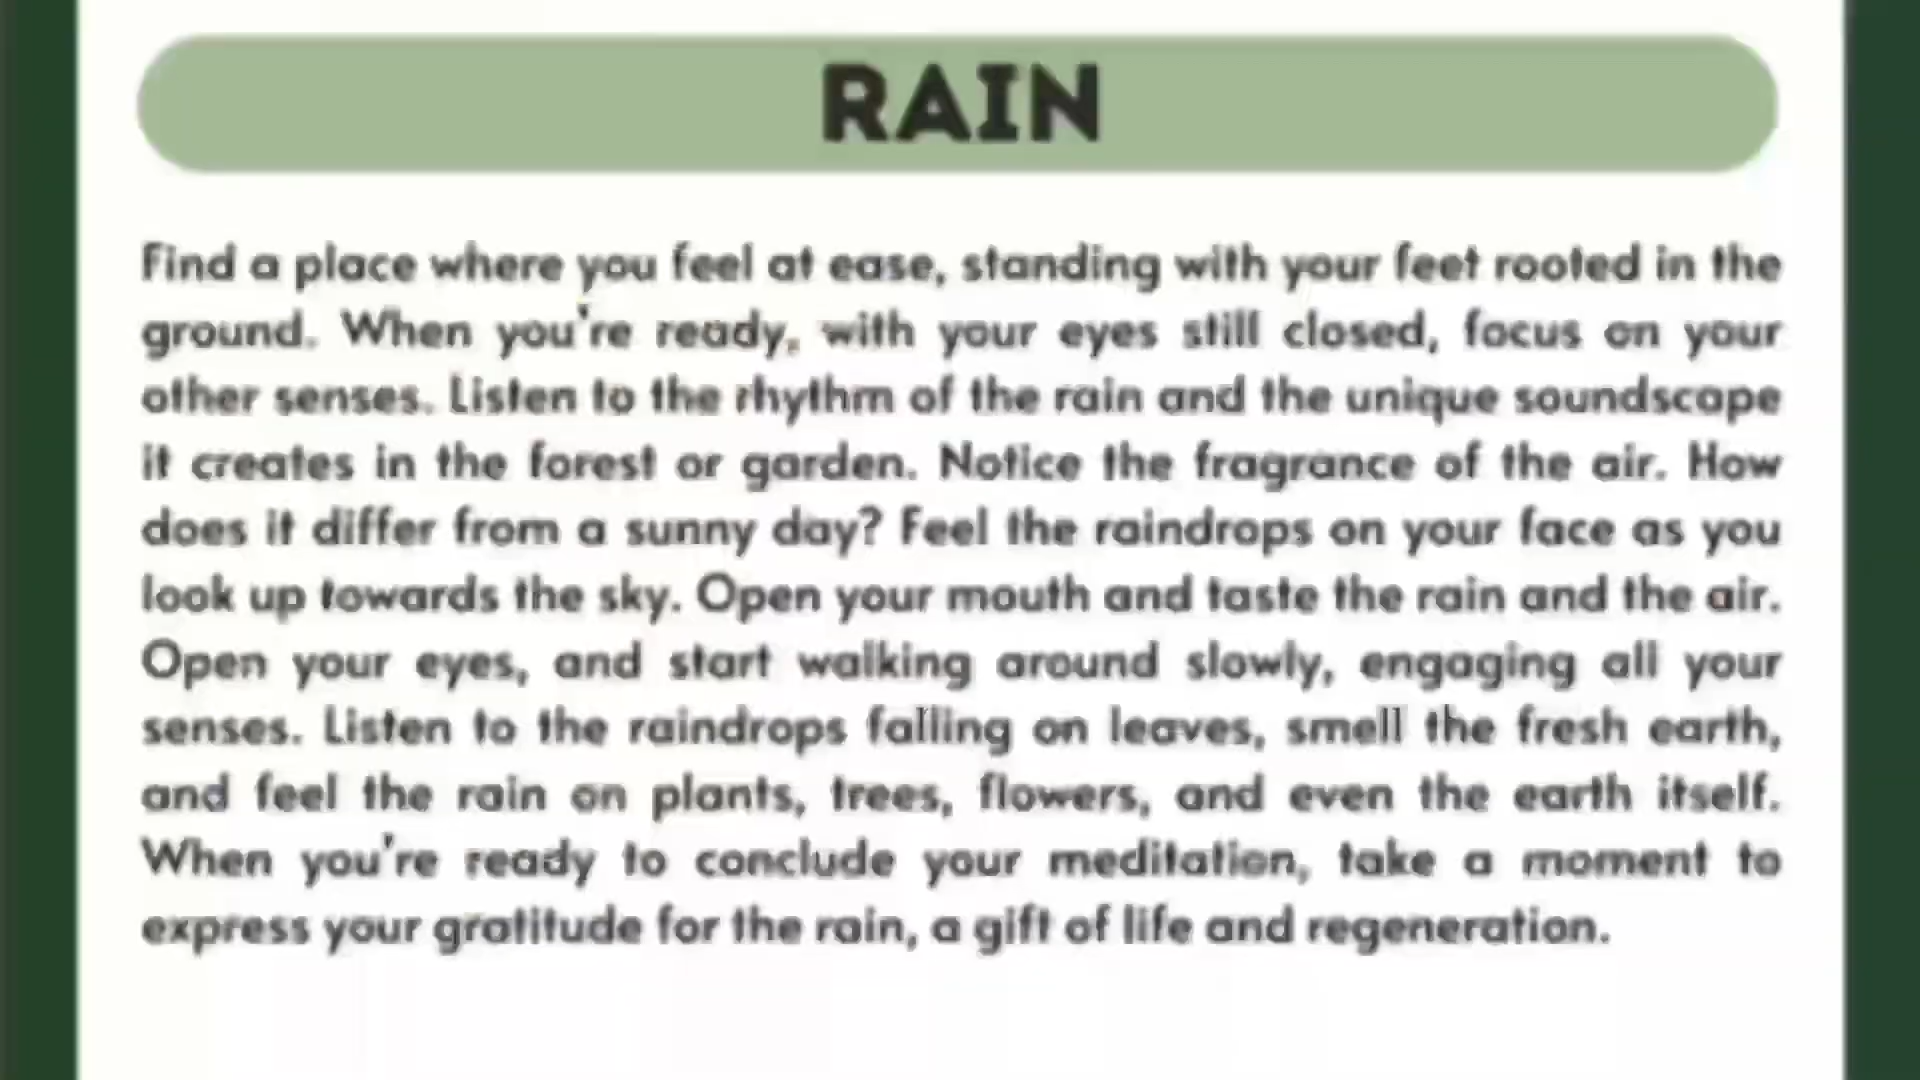 RAIN
Find a place where you feel at ease, standing with your feet rooted in the
ground. When you're ready, with your eyes still closed, focus on your
other senses. Listen to the rhythm of the rain and the unique soundscape
it creates in the forest or garden. Notice the fragrance of the air. How
does it differ from a sunny day? Feel the raindrops on your face as you
look up towards the sky. Open your mouth and taste the rain and the air.
Open your eyes, and start walking around slowly, engaging all your
senses. Listen to the raindrops falling on leaves, smell the fresh earth,
and feel the rain on plants, trees, flowers, and even the earth itself.
When you're ready to conclude your meditation, take a moment to
express your gratitude for the rain, a gift of life and regeneration.